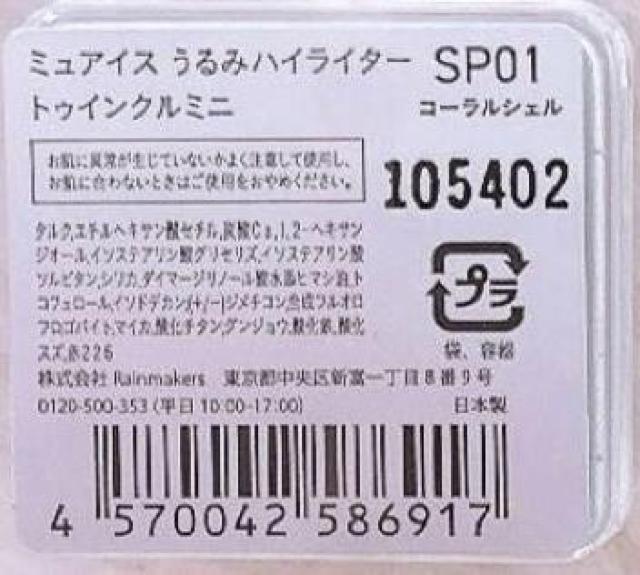 ミュアイス うるみハイライター SP01
トゥインクルミニ コーラルシェル
お肌に異常が生じていないかよく注意して使用し、
お肌に合わないときはご使用をおやめください。
105402
タルク,エチルヘキサン酸セチル,炭酸Ca,1,2-ヘキサン
ジオール,イソステアリン酸グリセリズ,イソステアリン酸
ソルビタン,シリカ,ダイマージリノール酸水添ヒマシ油,ト
コフェロール,イソドデカン,(+/-)ジメチコン,合成フルオロ
フロゴパイト,マイカ,酸化チタン,グンジョウ,酸化鉄,酸化
スズ,赤226
プラ
袋、容器
株式会社 Rainmakers 東京都中央区新富一丁目8番9号
0120-500-353 (平日 10:00-17:00) 日本製
4 570042 586917